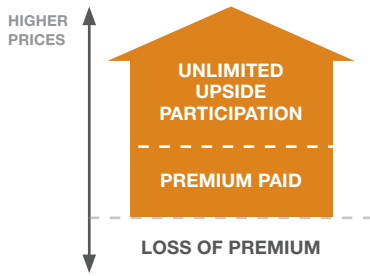 HIGHER
PRICES
UNLIMITED
UPSIDE
PARTICIPATION
PREMIUM PAID
LOSS OF PREMIUM